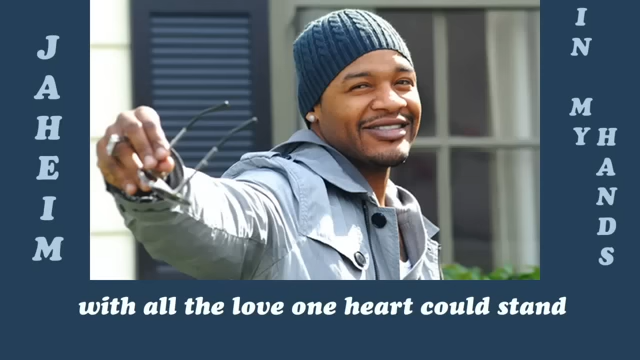 JAHEIM
IN
MY
HANDS
with all the love one heart could stand